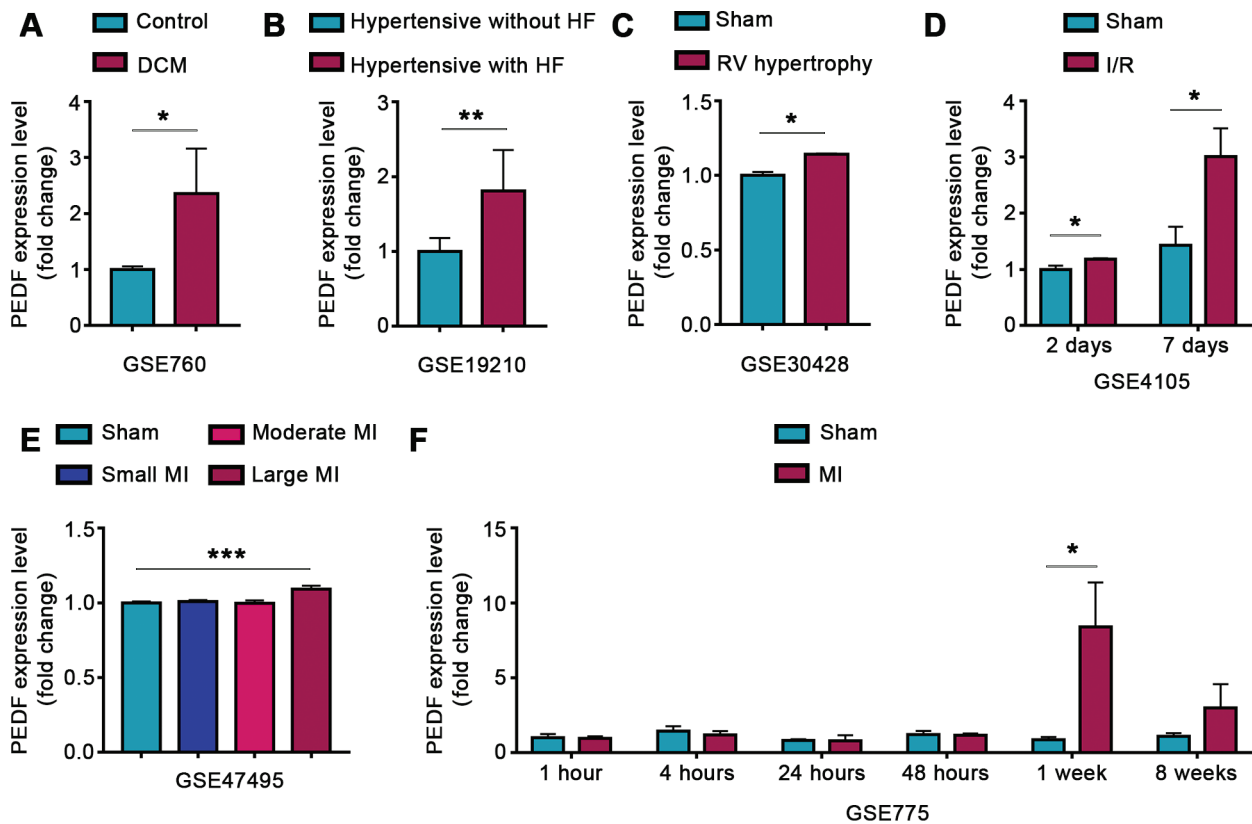 A
Control
DCM
PEDF expression level
(fold change)
4
3
2
1
0
*
GSE760
B
Hypertensive without HF
Hypertensive with HF
PEDF expression level
(fold change)
3
2
1
0
**
GSE19210
C
Sham
RV hypertrophy
PEDF expression level
(fold change)
1.5
1.0
0.5
0.0
*
GSE30428
D
Sham
I/R
PEDF expression level
(fold change)
4
3
2
1
0
*
*
2 days 7 days
GSE4105
E
Sham Moderate MI
Small MI Large MI
PEDF expression level
(fold change)
1.5
1.0
0.5
0.0
***
GSE47495
F
Sham
MI
PEDF expression level
(fold change)
15
10
5
0
*
1 hour 4 hours 24 hours 48 hours 1 week 8 weeks
GSE775